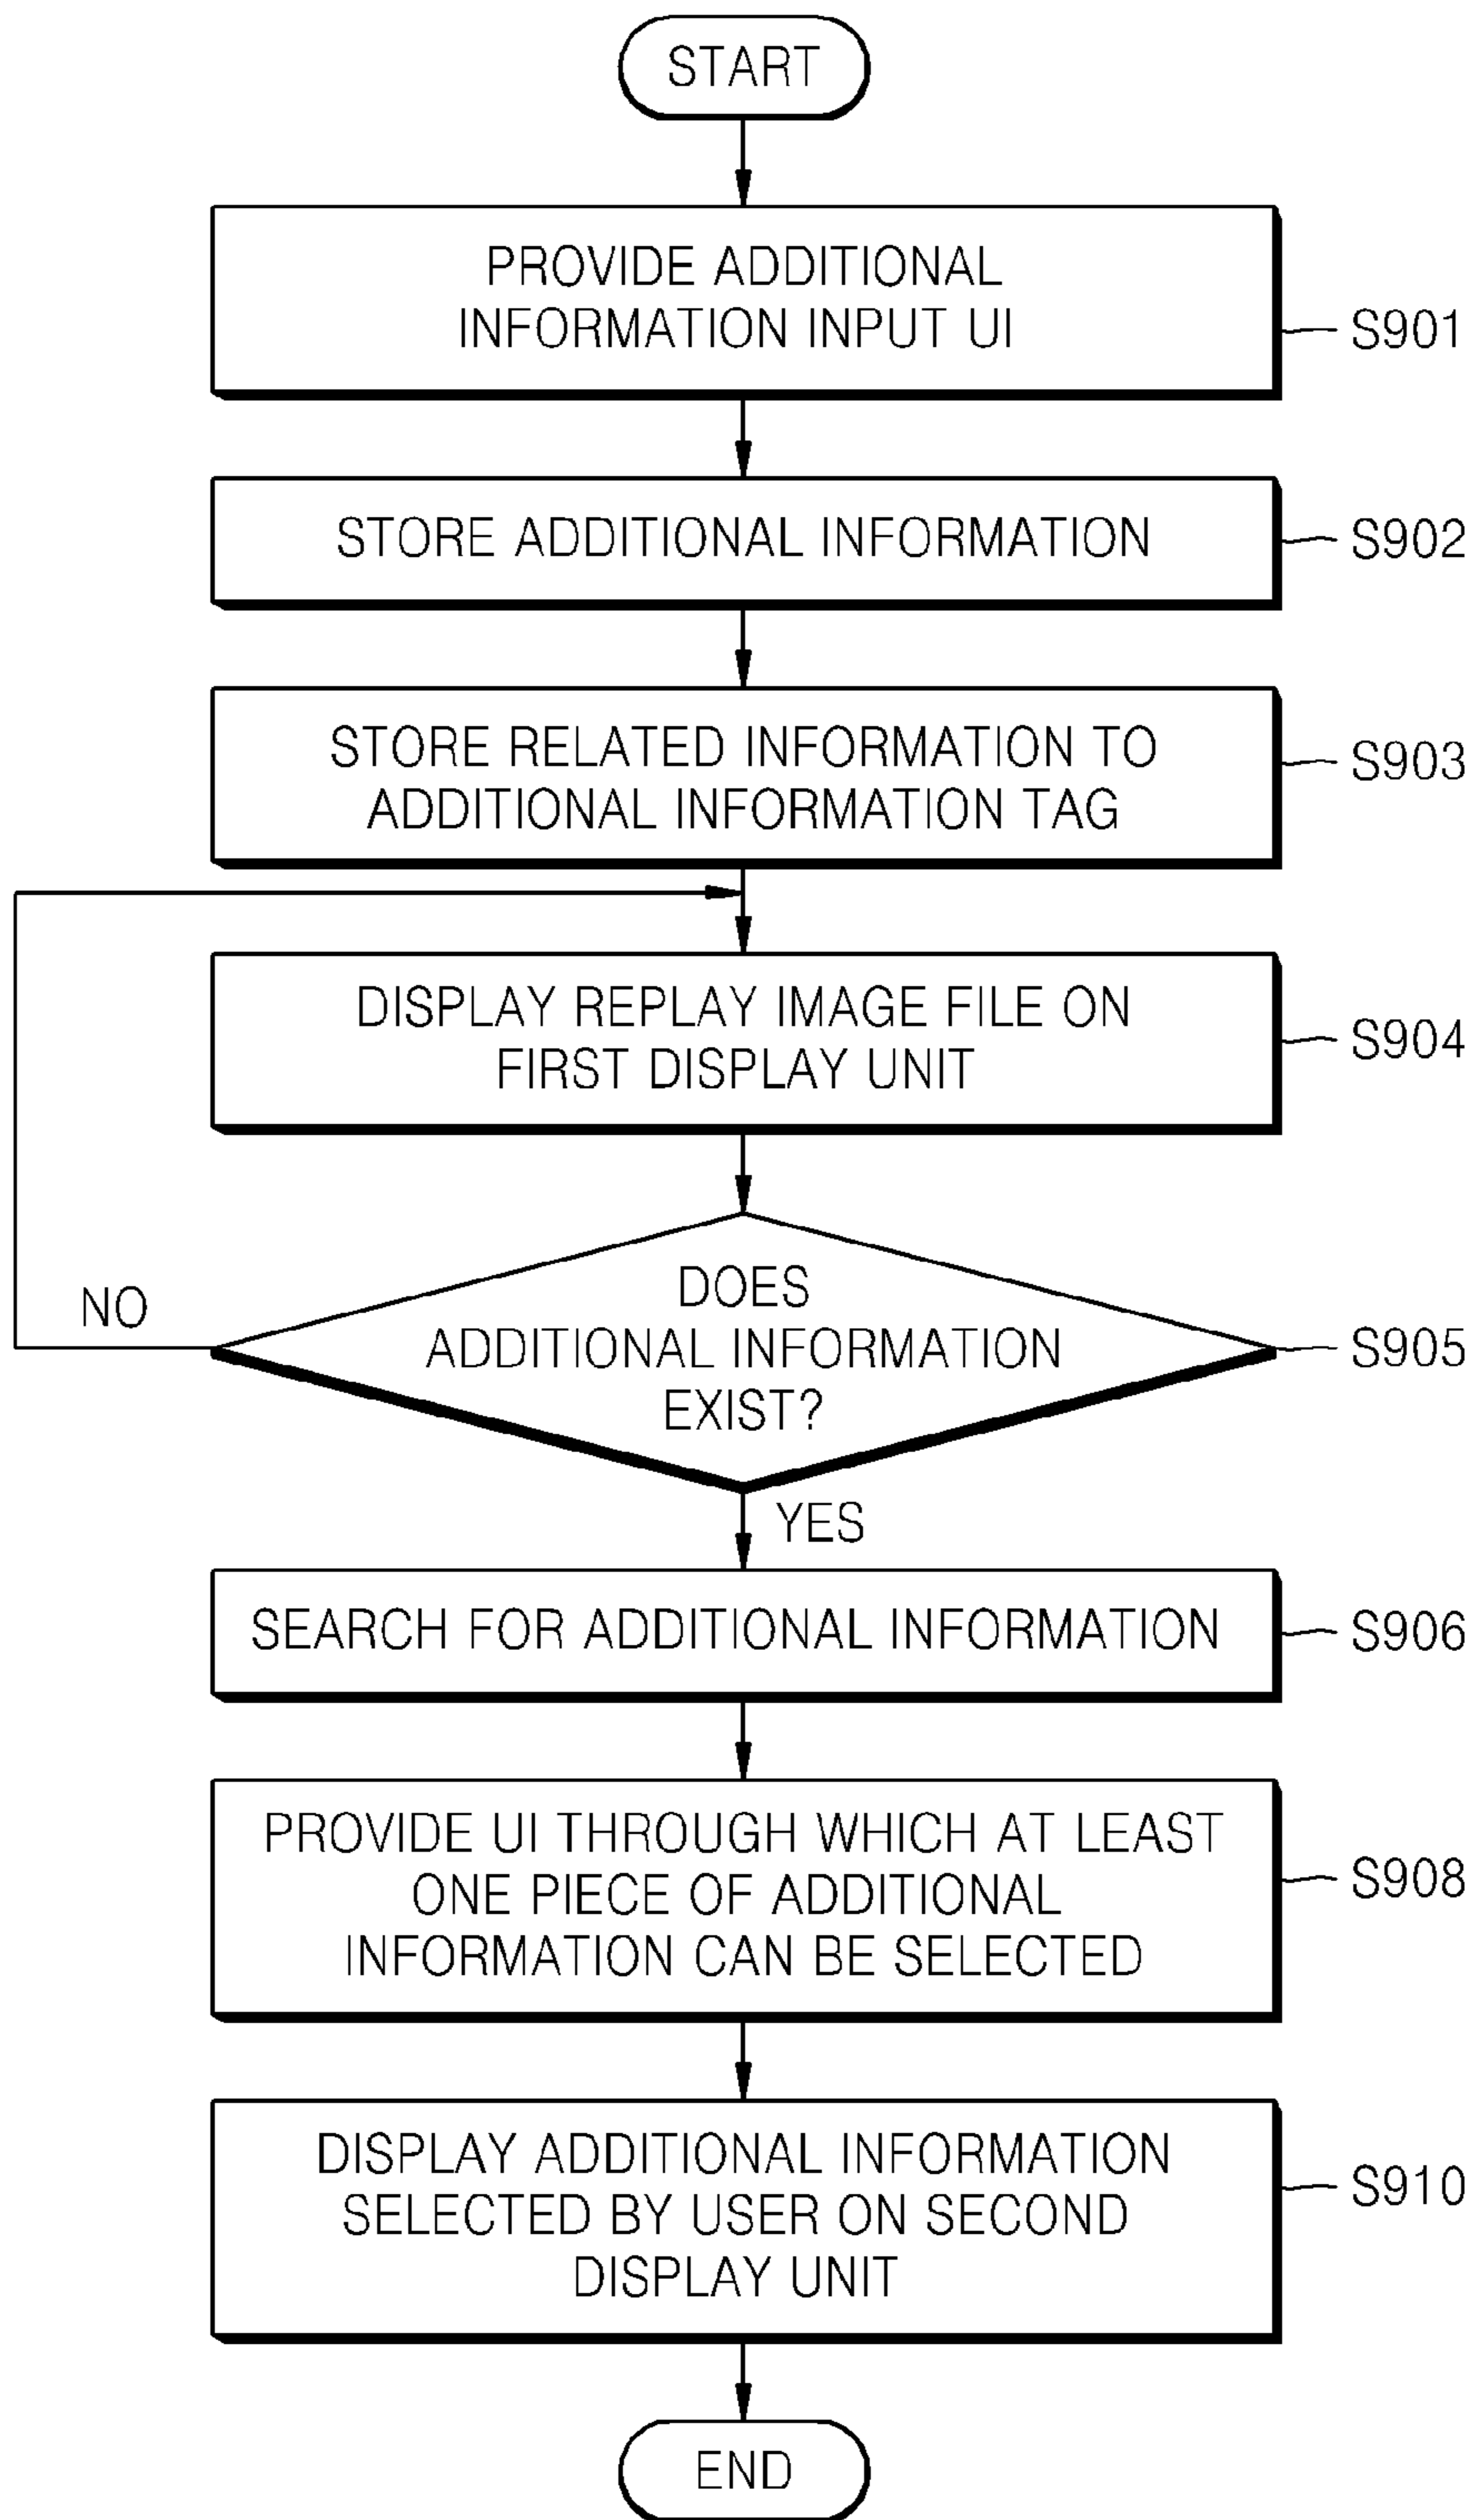 START
PROVIDE ADDITIONAL
INFORMATION INPUT UI
S901
STORE ADDITIONAL INFORMATION
S902
STORE RELATED INFORMATION TO
ADDITIONAL INFORMATION TAG
S903
DISPLAY REPLAY IMAGE FILE ON
FIRST DISPLAY UNIT
S904
DOES
ADDITIONAL INFORMATION
EXIST?
S905
NO
YES
SEARCH FOR ADDITIONAL INFORMATION
S906
PROVIDE UI THROUGH WHICH AT LEAST
ONE PIECE OF ADDITIONAL
INFORMATION CAN BE SELECTED
S908
DISPLAY ADDITIONAL INFORMATION
SELECTED BY USER ON SECOND
DISPLAY UNIT
S910
END